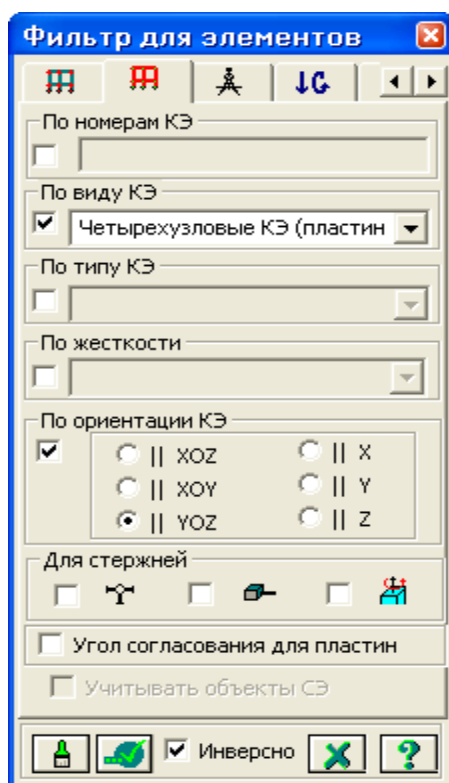 Фильтр для элементов
По номерам КЭ
По виду КЭ
Четырехузловые КЭ (пластин
По типу КЭ
По жесткости
По ориентации КЭ
|| XOZ || X
|| XOY || Y
|| YOZ || Z
Для стержней
Угол согласования для пластин
Учитывать объекты СЭ
Инверсно ?